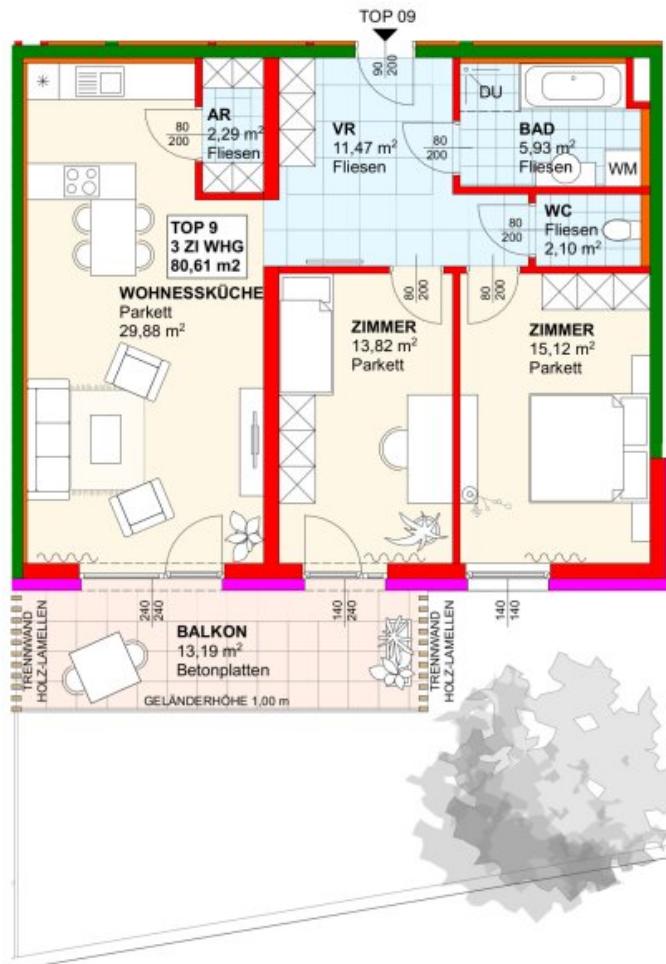 TOP 09
90
200
AR
2,29 m²
Fliesen
80
200
VR
11,47 m²
Fliesen
80
200
DU
BAD
5,93 m²
Fliesen
WM
WC
Fliesen
2,10 m²
80
200
TOP 9
3 ZI WHG
80,61 m2
WOHNESSKÜCHE
Parkett
29,88 m²
80
200
80
200
ZIMMER
13,82 m²
Parkett
ZIMMER
15,12 m²
Parkett
240
240
140
240
140
140
TRENNWAND
HOLZ-LAMELLEN
BALKON
13,19 m²
Betonplatten
GELÄNDERHÖHE 1,00 m
TRENNWAND
HOLZ-LAMELLEN